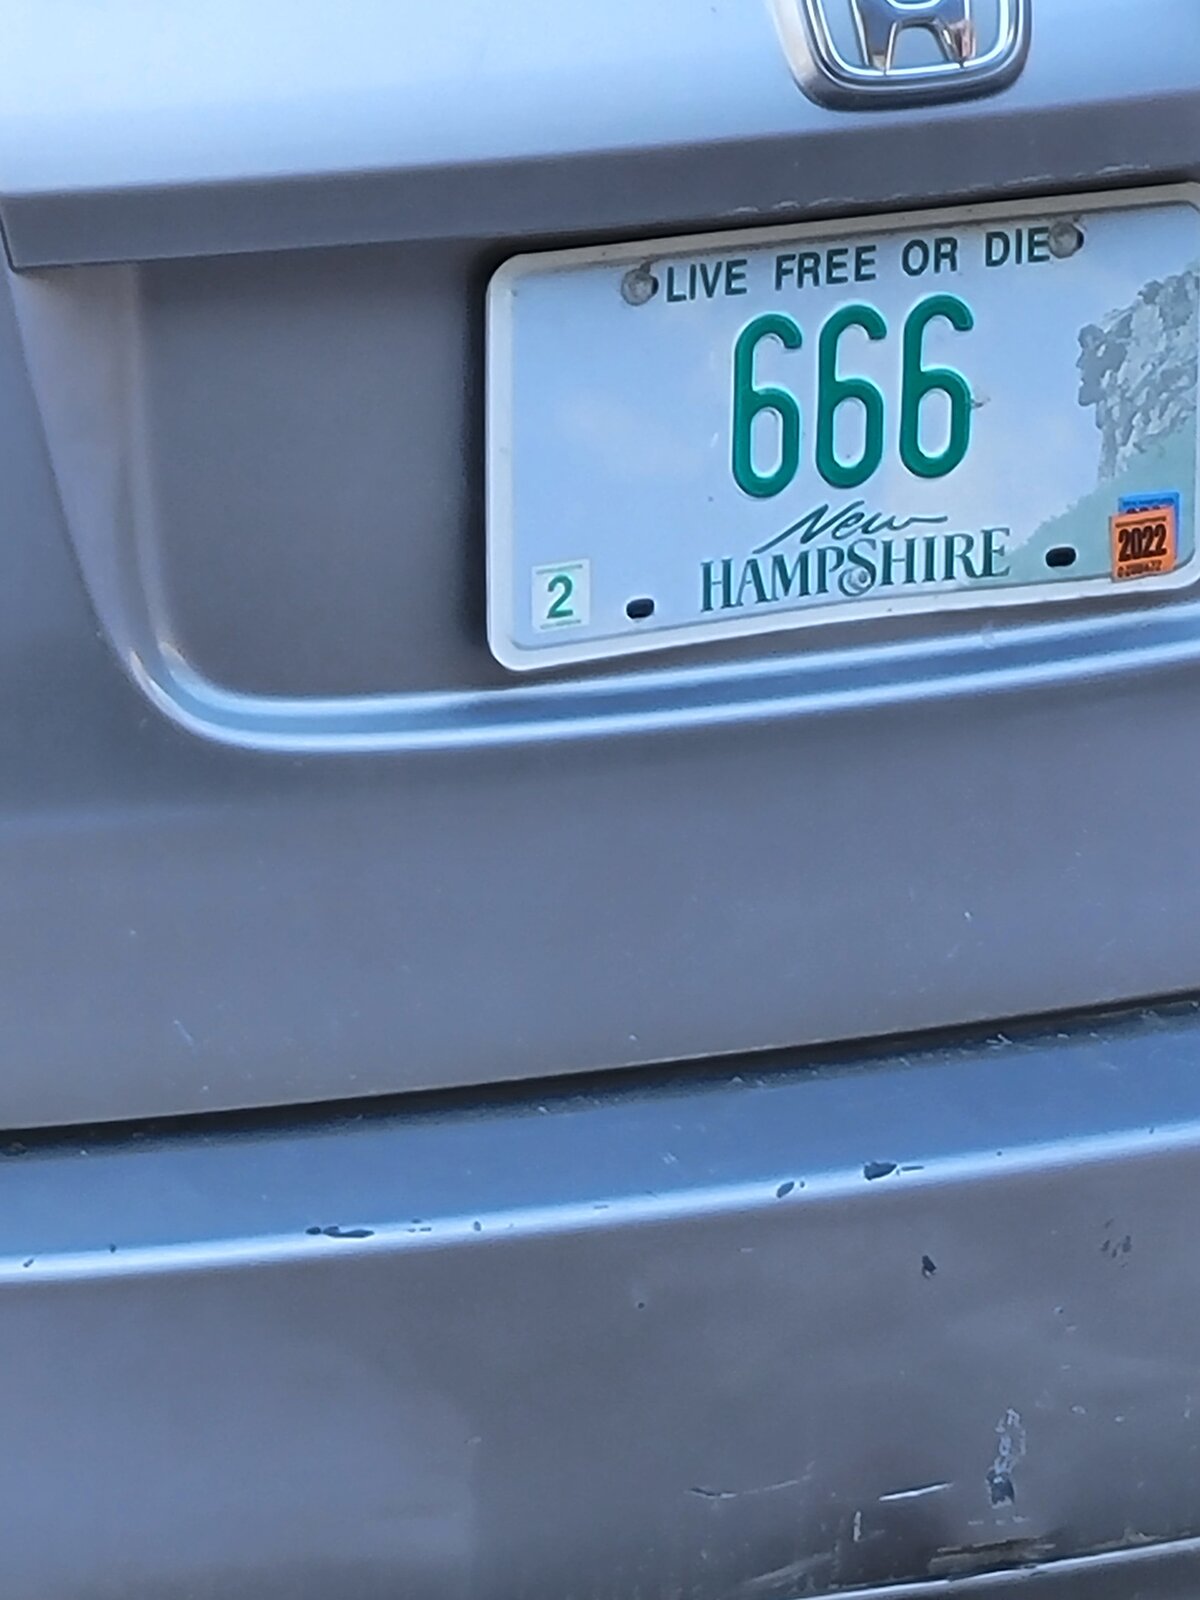 LIVE FREE OR DIE
666
New
HAMPSHIRE
2
2022